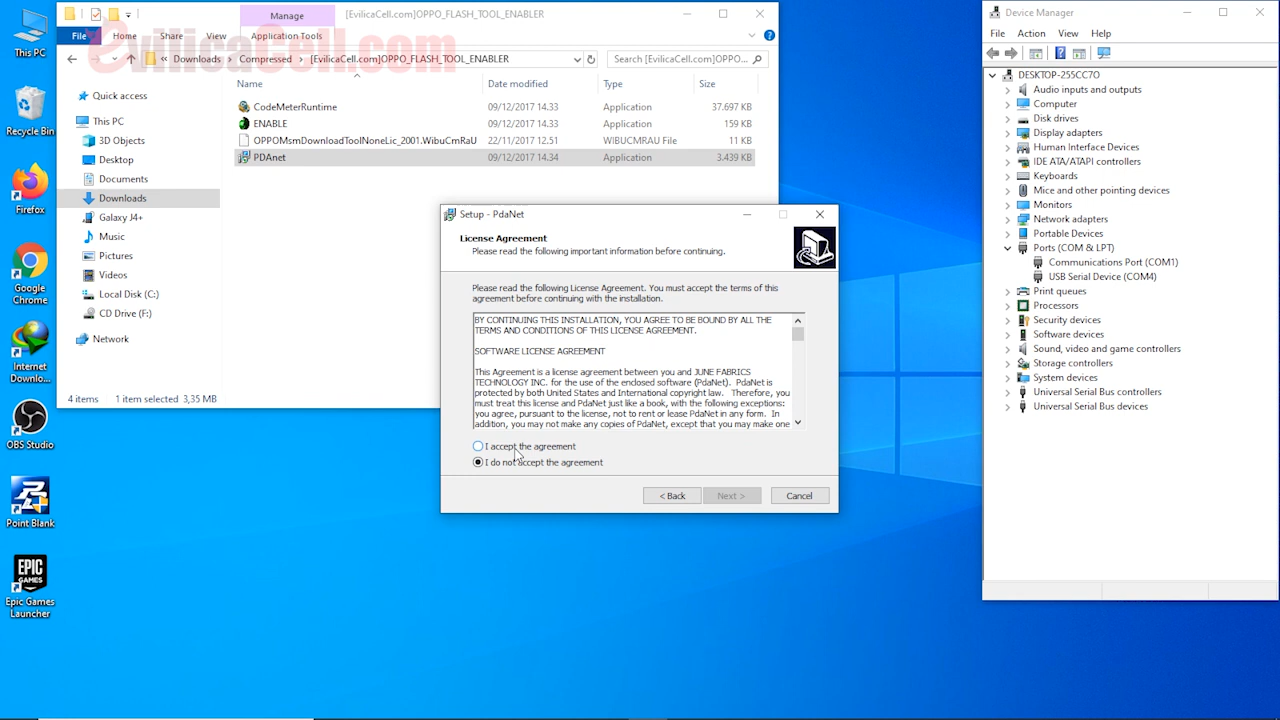 This PC
Recycle Bin
Firefox
Google
Chrome
Internet
Downlo...
OBS Studio
Point Blank
EPIC
GAMES
Epic Games
Launcher
Manage
[EvilicaCell.com]OPPO_FLASH_TOOL_ENABLER
File
Home
Share
View
Application Tools
evilicaCell.com
« Downloads > Compressed > [EvilicaCell.com]OPPO_FLASH_TOOL_ENABLER
Search [EvilicaCell.com]OPPO...
Name
Date modified
Type
Size
CodeMeterRuntime 09/12/2017 14.33 Application 37.697 KB
ENABLE 09/12/2017 14.33 Application 159 KB
OPPOMsmDownloadToolNoneLic_2001.WibuCmRaU 22/11/2017 12.51 WIBUCMRAU File 11 KB
PDAnet 09/12/2017 14.34 Application 3.439 KB
Quick access
This PC
3D Objects
Desktop
Documents
Downloads
Galaxy J4+
Music
Pictures
Videos
Local Disk (C:)
CD Drive (F:)
Network
4 items
1 item selected 3,35 MB
Setup - PdaNet
License Agreement
Please read the following important information before continuing.
Please read the following License Agreement. You must accept the terms of this
agreement before continuing with the installation.
BY CONTINUING THIS INSTALLATION, YOU AGREE TO BE BOUND BY ALL THE
TERMS AND CONDITIONS OF THIS LICENSE AGREEMENT.
SOFTWARE LICENSE AGREEMENT
This Agreement is a license agreement between you and JUNE FABRICS
TECHNOLOGY INC. for the use of the enclosed software (PdaNet). PdaNet is
protected by both United States and International copyright law. Therefore, you
must treat this license and PdaNet just like a book, with the following exceptions:
you agree, pursuant to the license, not to rent or lease PdaNet in any form. In
addition, you may not make any copies of PdaNet, except that you may make one
I accept the agreement
I do not accept the agreement
< Back
Next >
Cancel
Device Manager
File
Action
View
Help
DESKTOP-255CC7O
Audio inputs and outputs
Computer
Disk drives
Display adapters
Human Interface Devices
IDE ATA/ATAPI controllers
Keyboards
Mice and other pointing devices
Monitors
Network adapters
Portable Devices
Ports (COM & LPT)
Communications Port (COM1)
USB Serial Device (COM4)
Print queues
Processors
Security devices
Software devices
Sound, video and game controllers
Storage controllers
System devices
Universal Serial Bus controllers
Universal Serial Bus devices